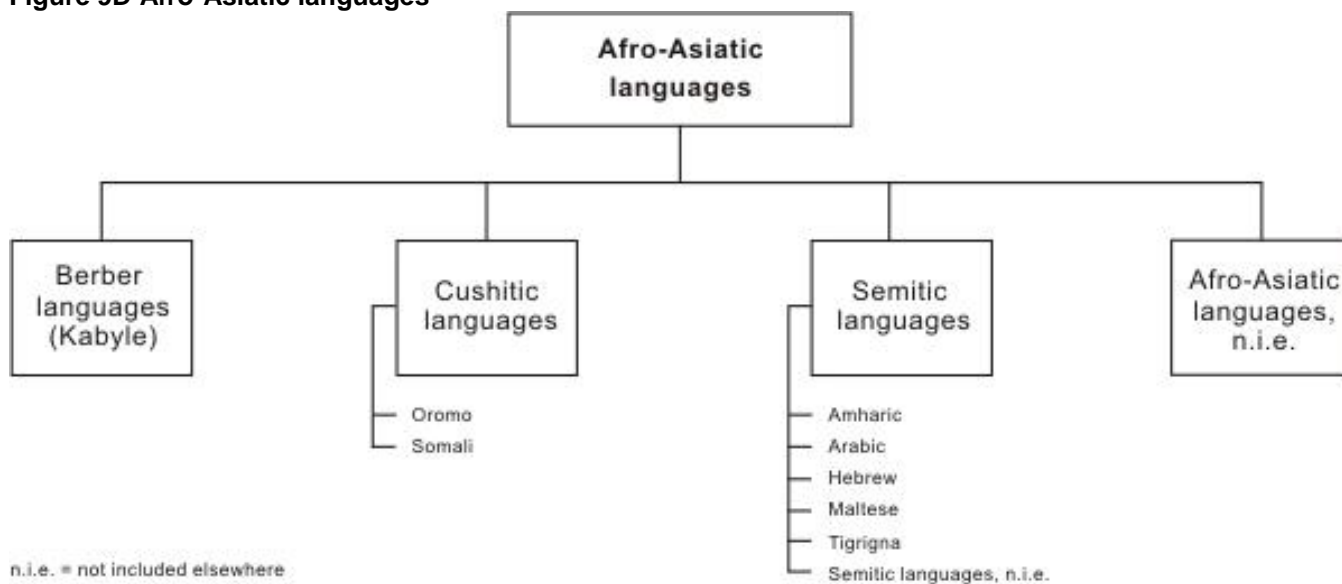 Figure 9D Afro-Asiatic languages
Afro-Asiatic
languages
Berber
languages
(Kabyle)
Cushitic
languages
Semitic
languages
Afro-Asiatic
languages,
n.i.e.
Oromo
Somali
Amharic
Arabic
Hebrew
Maltese
Tigrigna
Semitic languages, n.i.e.
n.i.e. = not included elsewhere